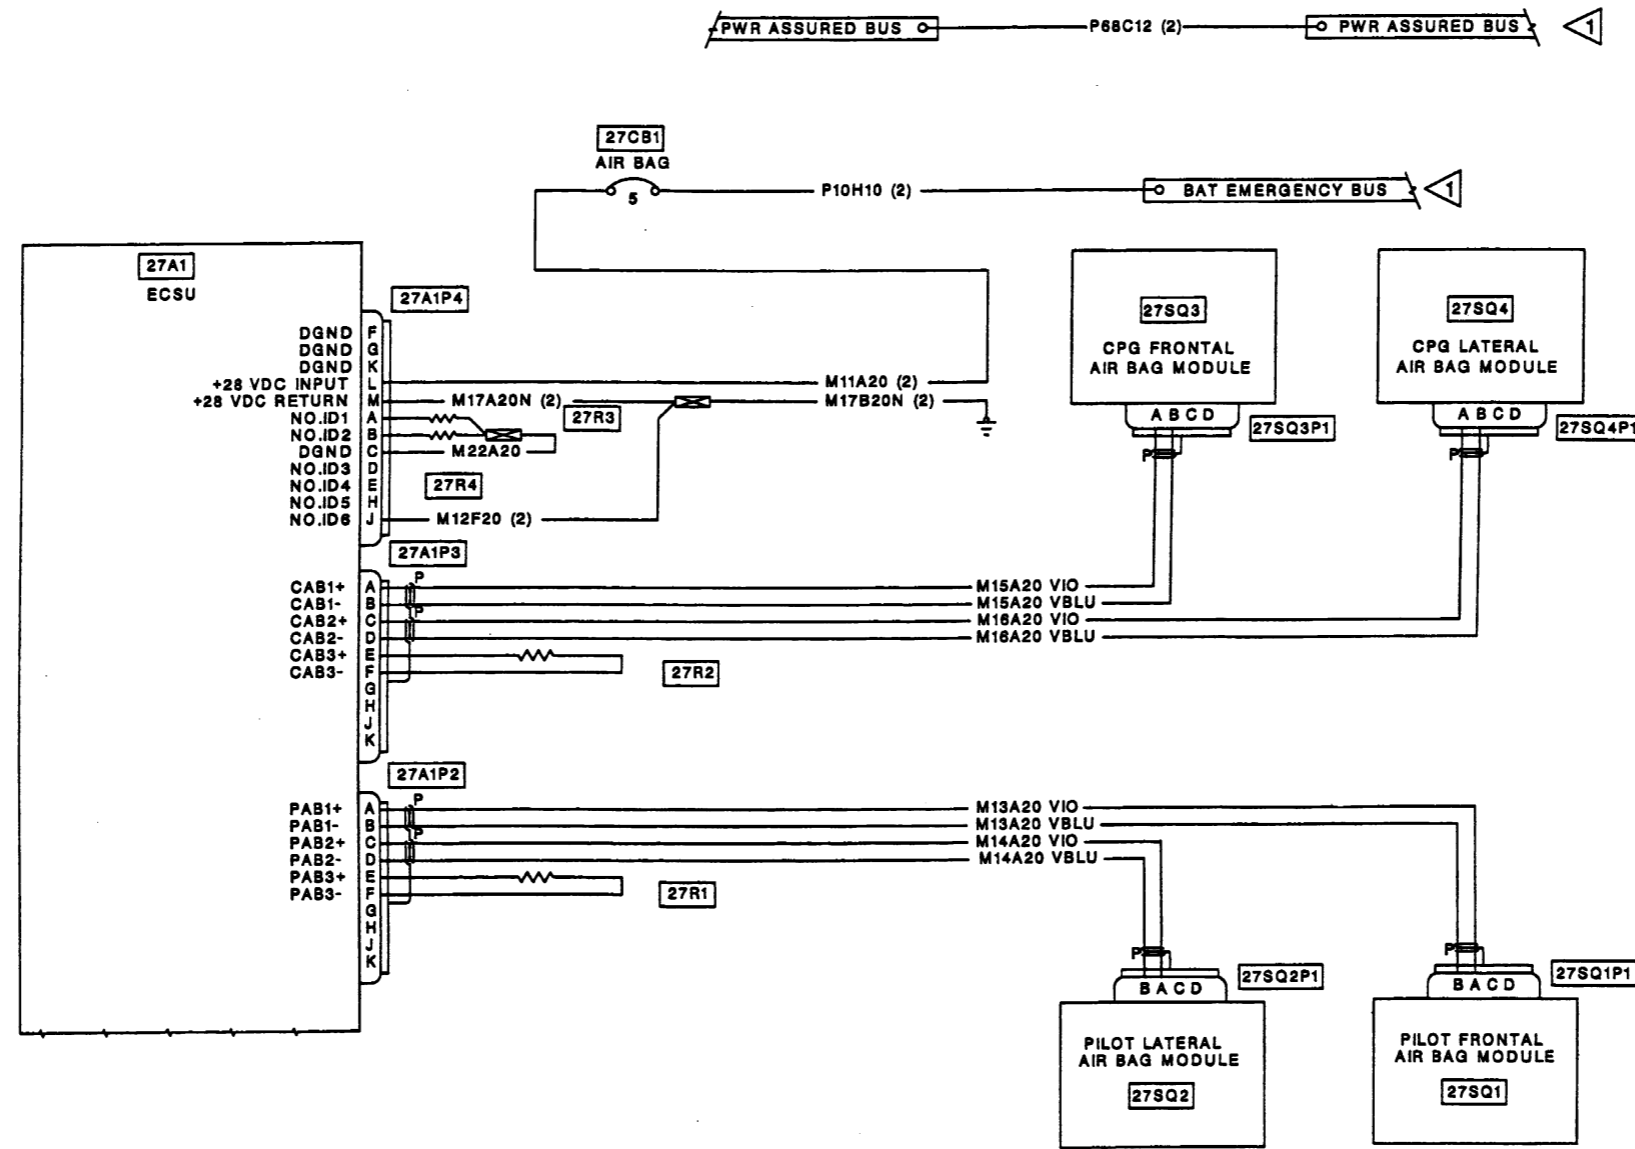 PWR ASSURED BUS P68C12 (2) PWR ASSURED BUS 1
27CB1
AIR BAG
5 P10H10 (2) BAT EMERGENCY BUS 1
27A1
ECSU
27A1P4
DGND F
DGND G
DGND K
+28 VDC INPUT L M11A20 (2)
+28 VDC RETURN M M17A20N (2) M17B20N (2)
NO.ID1 A 27R3
NO.ID2 B
DGND C M22A20
NO.ID3 D
NO.ID4 E 27R4
NO.ID5 H
NO.ID6 J M12F20 (2)
27SQ3
CPG FRONTAL
AIR BAG MODULE
A B C D
27SQ3P1
P
27SQ4
CPG LATERAL
AIR BAG MODULE
A B C D
27SQ4P1
P
27A1P3
P
CAB1+ A M15A20 VIO
CAB1- B M15A20 VBLU
P
CAB2+ C M16A20 VIO
CAB2- D M16A20 VBLU
CAB3+ E
CAB3- F 27R2
G
H
J
K
27A1P2
P
PAB1+ A M13A20 VIO
PAB1- B M13A20 VBLU
P
PAB2+ C M14A20 VIO
PAB2- D M14A20 VBLU
PAB3+ E
PAB3- F 27R1
G
H
J
K
P
27SQ2P1
B A C D
PILOT LATERAL
AIR BAG MODULE
27SQ2
P
27SQ1P1
B A C D
PILOT FRONTAL
AIR BAG MODULE
27SQ1